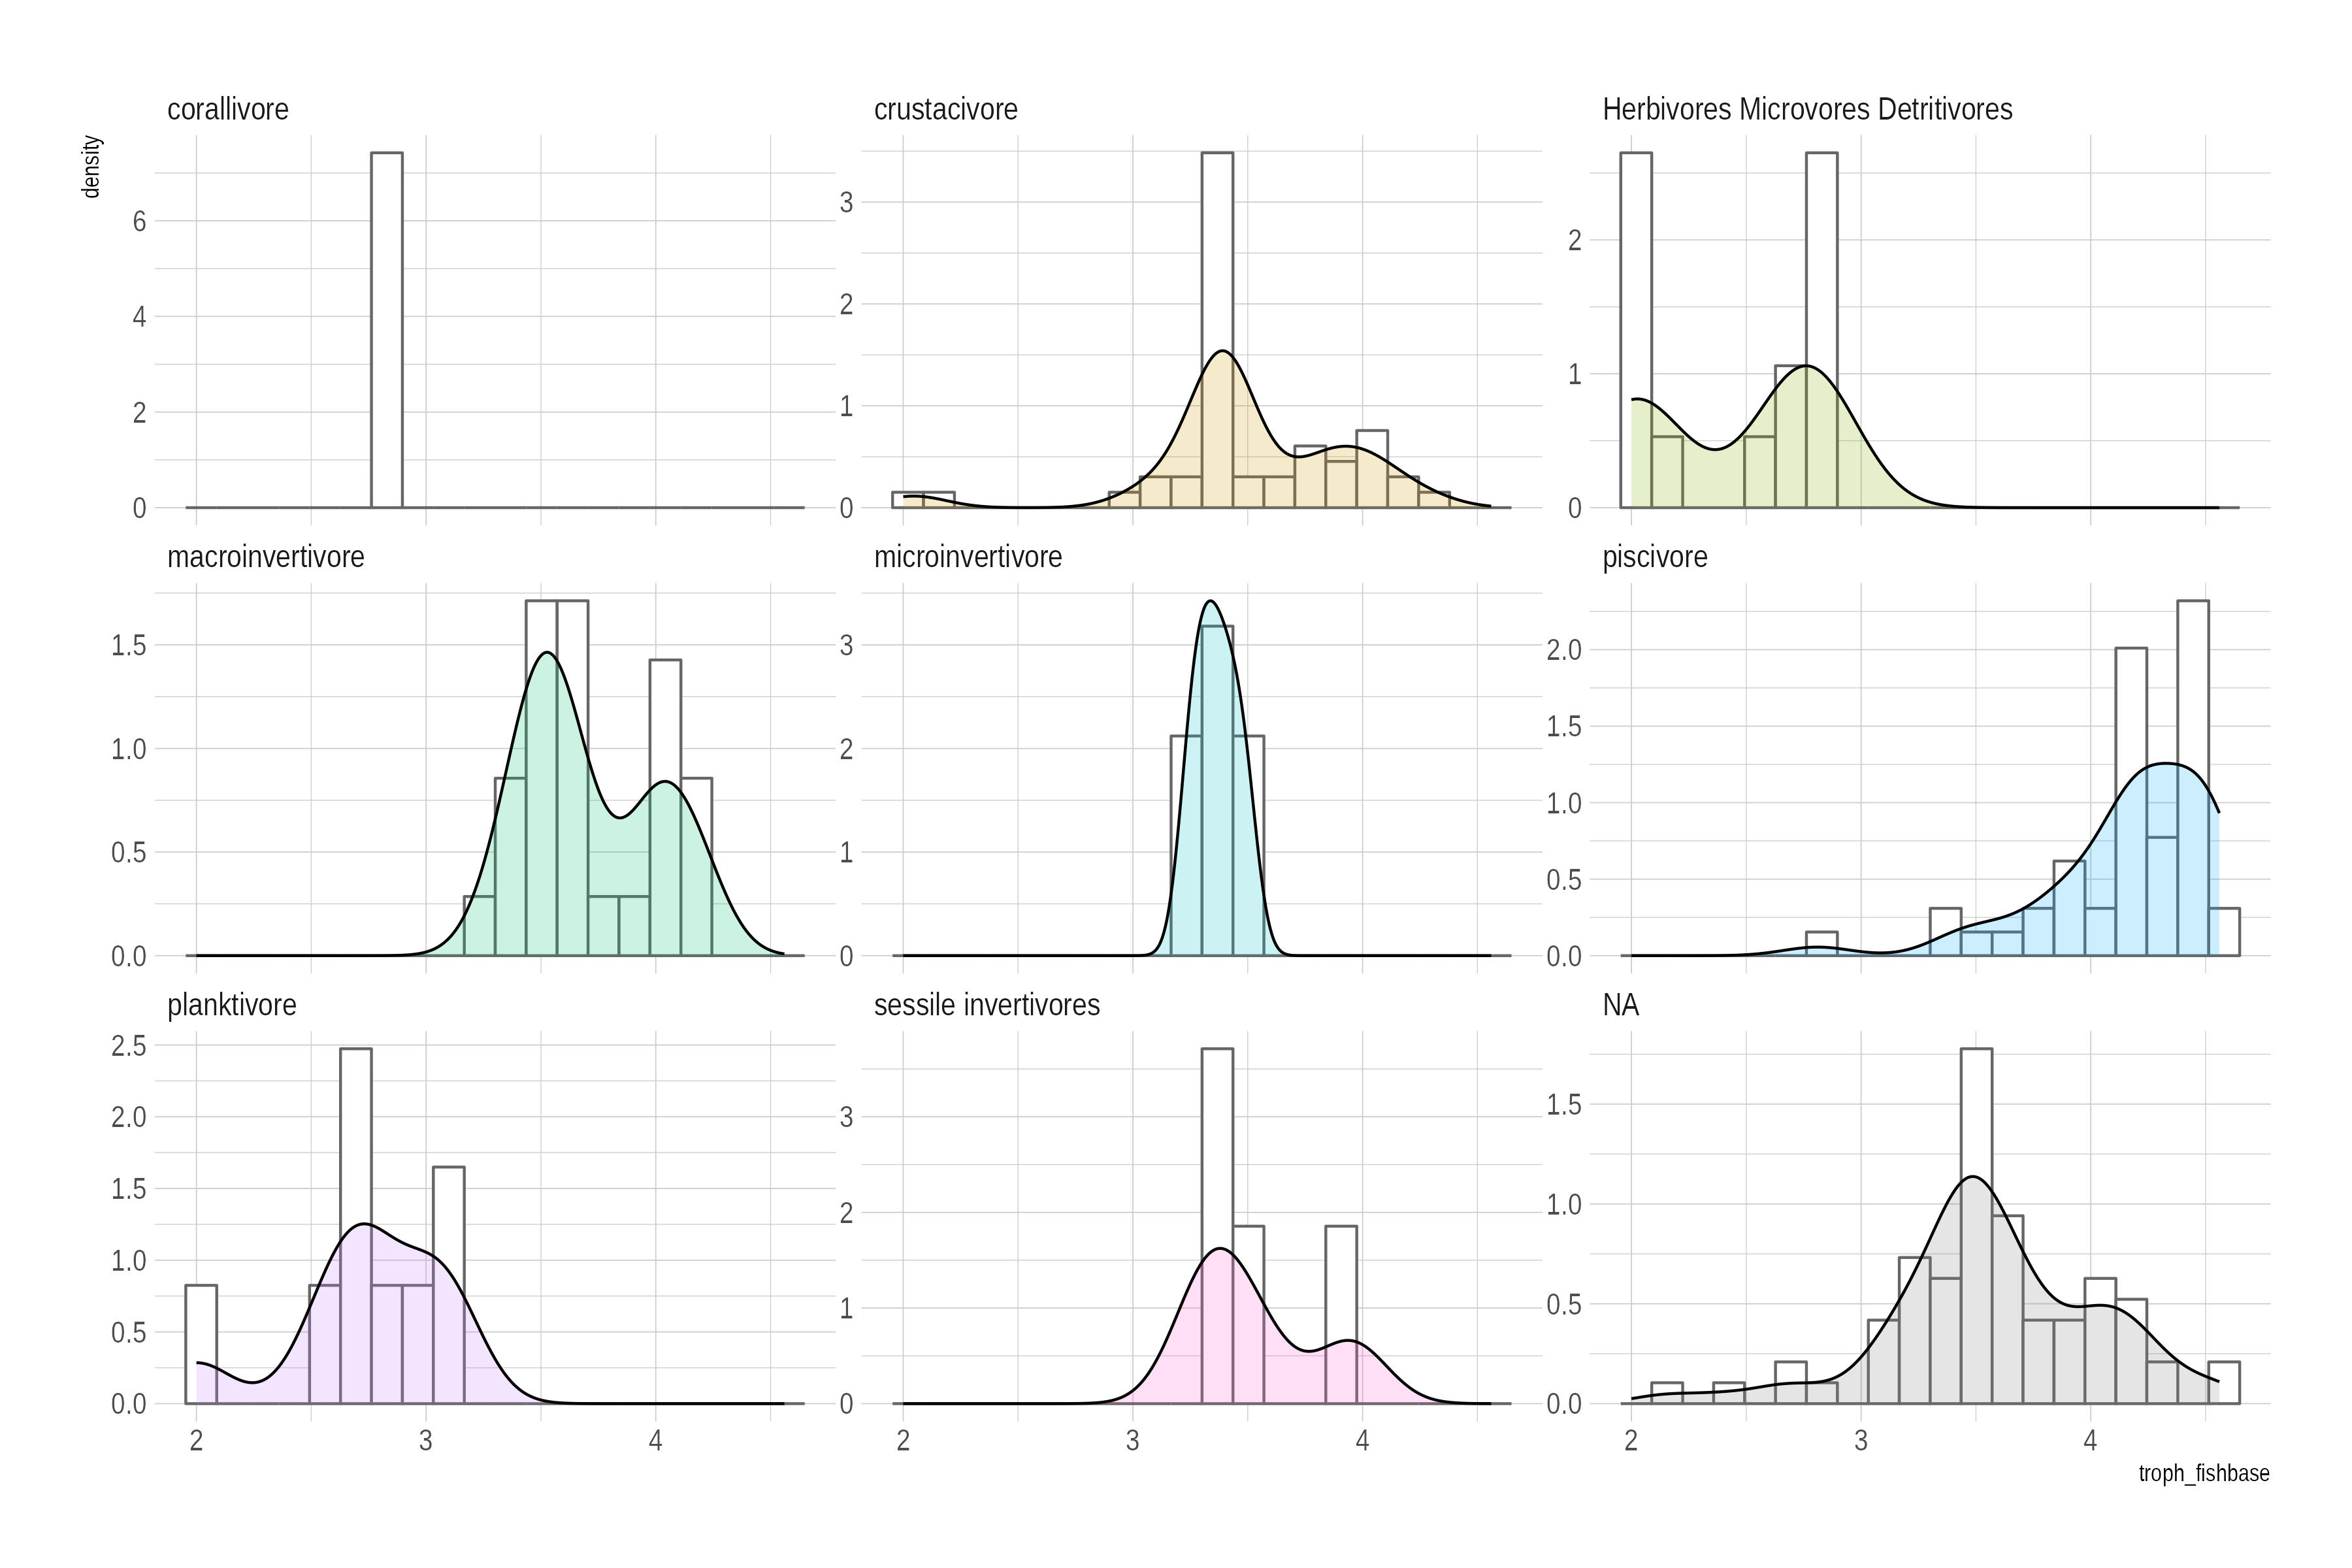 corallivore
crustacivore
Herbivores Microvores Detritivores
density
6
4
2
0
3
2
1
0
2
1
0
macroinvertivore
microinvertivore
piscivore
1.5
1.0
0.5
0.0
3
2
1
0
2.0
1.5
1.0
0.5
0.0
planktivore
sessile invertivores
NA
2.5
2.0
1.5
1.0
0.5
0.0
3
2
1
0
1.5
1.0
0.5
0.0
2 3 4
2 3 4
2 3 4
troph_fishbase